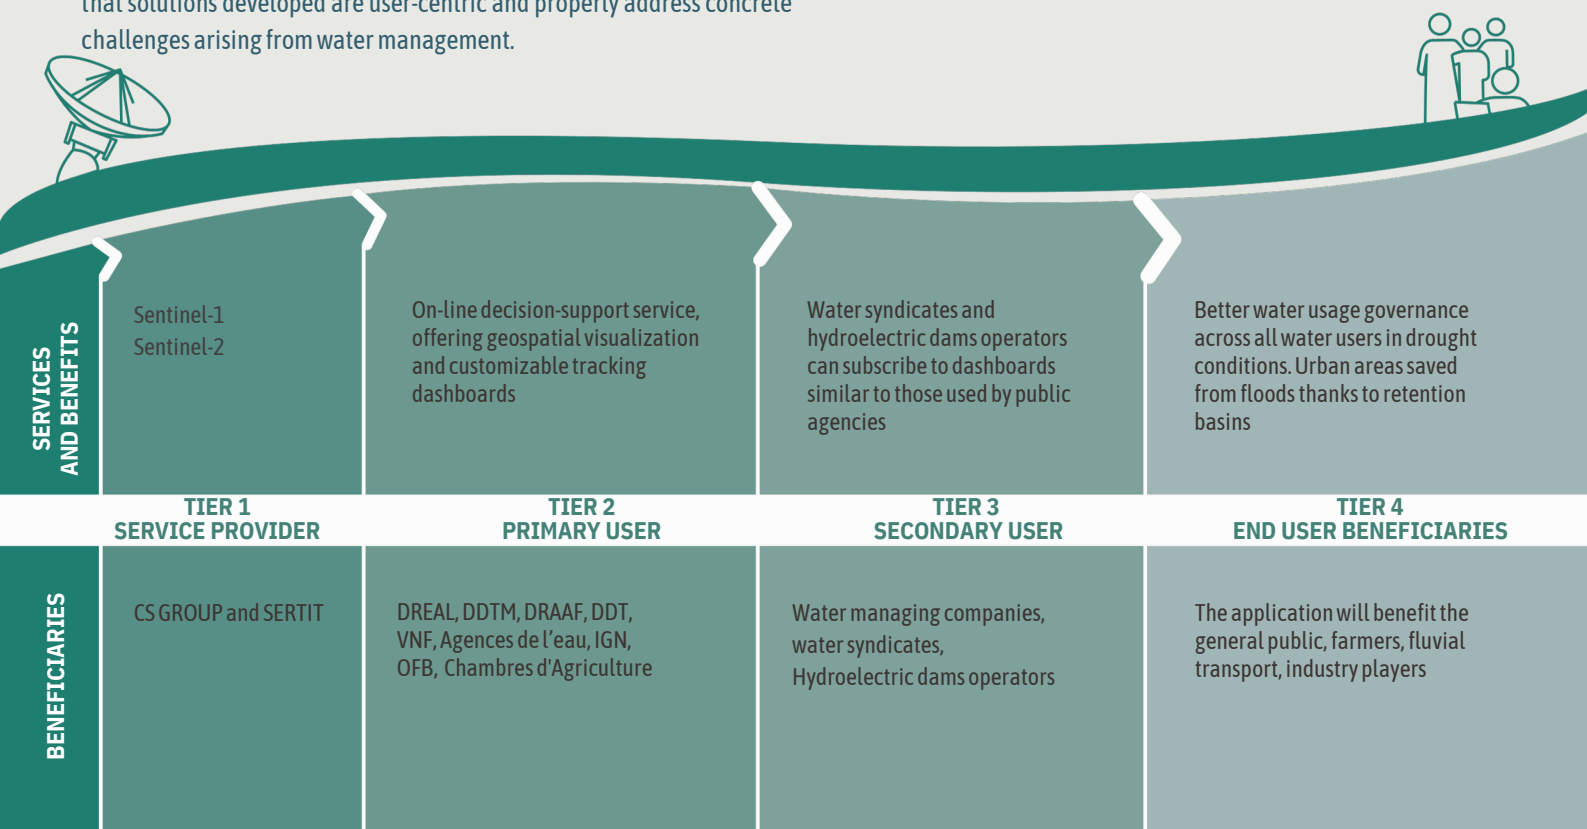 that solutions developed are user-centric and properly address concrete
challenges arising from water management.
SERVICES
AND BENEFITS
Sentinel-1
Sentinel-2
On-line decision-support service,
offering geospatial visualization
and customizable tracking
dashboards
Water syndicates and
hydroelectric dams operators
can subscribe to dashboards
similar to those used by public
agencies
Better water usage governance
across all water users in drought
conditions. Urban areas saved
from floods thanks to retention
basins
TIER 1
SERVICE PROVIDER
TIER 2
PRIMARY USER
TIER 3
SECONDARY USER
TIER 4
END USER BENEFICIARIES
BENEFICIARIES
CS GROUP and SERTIT
DREAL, DDTM, DRAAF, DDT,
VNF, Agences de l’eau, IGN,
OFB, Chambres d'Agriculture
Water managing companies,
water syndicates,
Hydroelectric dams operators
The application will benefit the
general public, farmers, fluvial
transport, industry players